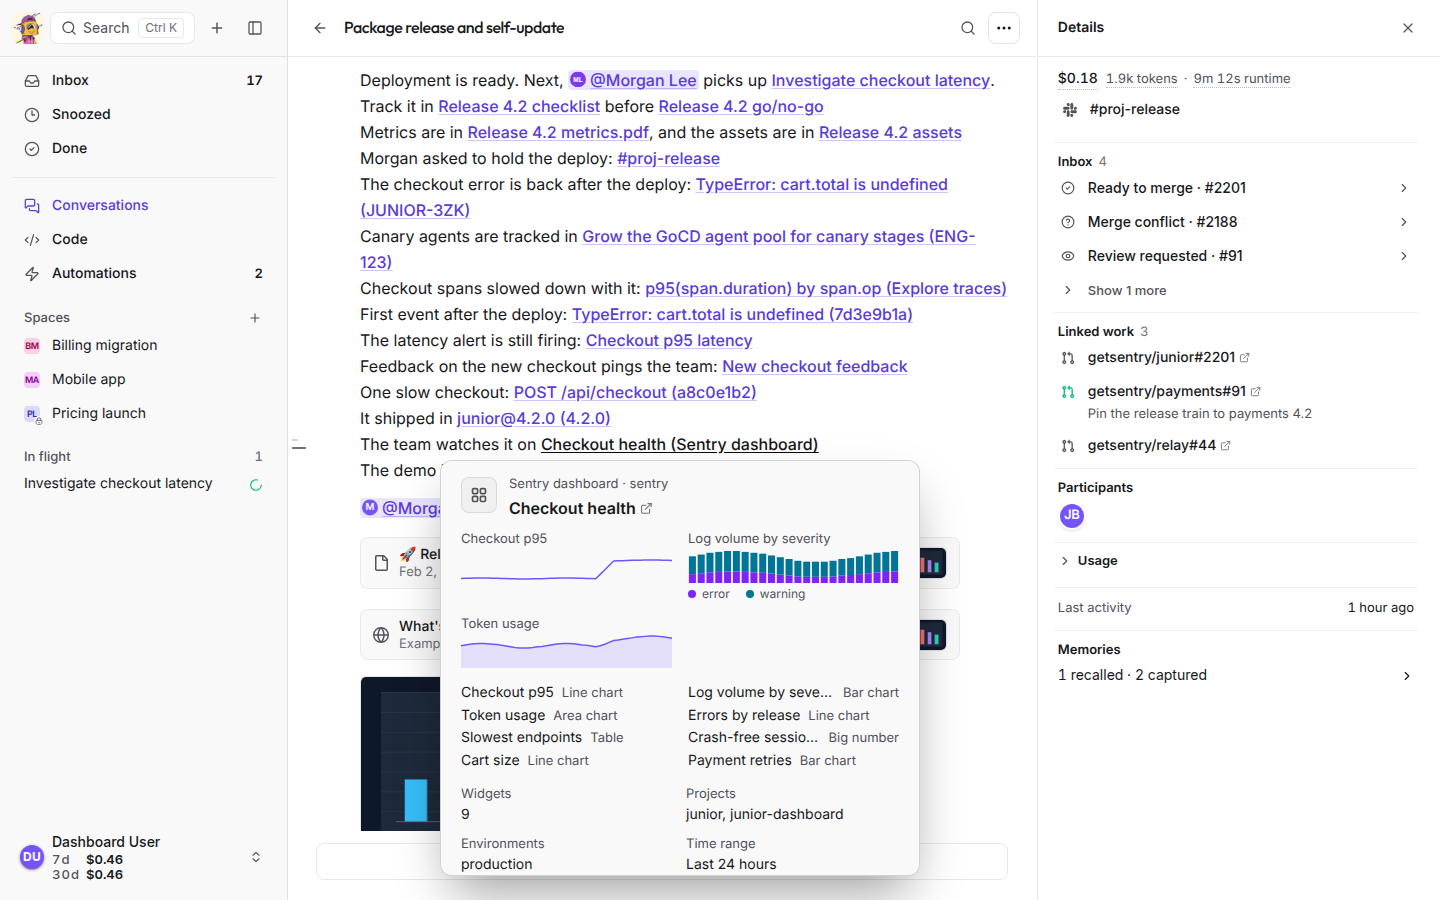 Search Ctrl K
Inbox 17
Snoozed
Done
Conversations
Code
Automations 2
Spaces
BM Billing migration
MA Mobile app
PL Pricing launch
In flight 1
Investigate checkout latency
DU Dashboard User
7d $0.46
30d $0.46
Package release and self-update
Deployment is ready. Next, ML @Morgan Lee picks up Investigate checkout latency.
Track it in Release 4.2 checklist before Release 4.2 go/no-go
Metrics are in Release 4.2 metrics.pdf, and the assets are in Release 4.2 assets
Morgan asked to hold the deploy: #proj-release
The checkout error is back after the deploy: TypeError: cart.total is undefined
(JUNIOR-3ZK)
Canary agents are tracked in Grow the GoCD agent pool for canary stages (ENG-
123)
Checkout spans slowed down with it: p95(span.duration) by span.op (Explore traces)
First event after the deploy: TypeError: cart.total is undefined (7d3e9b1a)
The latency alert is still firing: Checkout p95 latency
Feedback on the new checkout pings the team: New checkout feedback
One slow checkout: POST /api/checkout (a8c0e1b2)
It shipped in junior@4.2.0 (4.2.0)
The team watches it on Checkout health (Sentry dashboard)
The demo
M @Morga
🚀 Rel
Feb 2,
What's
Examp
Sentry dashboard · sentry
Checkout health
Checkout p95
Log volume by severity
error warning
Token usage
Checkout p95 Line chart
Log volume by seve... Bar chart
Token usage Area chart
Errors by release Line chart
Slowest endpoints Table
Crash-free sessio... Big number
Cart size Line chart
Payment retries Bar chart
Widgets
9
Projects
junior, junior-dashboard
Environments
production
Time range
Last 24 hours
Details
$0.18 1.9k tokens · 9m 12s runtime
#proj-release
Inbox 4
Ready to merge · #2201
Merge conflict · #2188
Review requested · #91
Show 1 more
Linked work 3
getsentry/junior#2201
getsentry/payments#91
Pin the release train to payments 4.2
getsentry/relay#44
Participants
JB
Usage
Last activity 1 hour ago
Memories
1 recalled · 2 captured